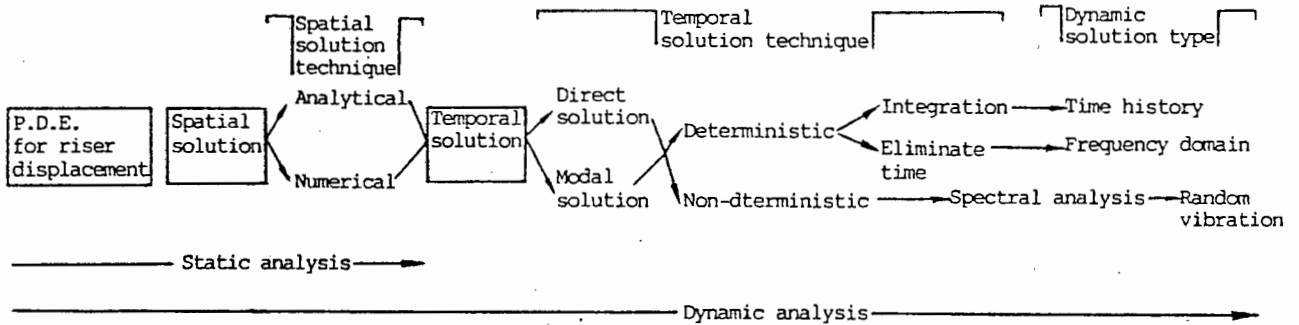 Spatial
solution
technique
Temporal
solution technique
Dynamic
solution type
P.D.E.
for riser
displacement
Spatial
solution
Analytical
Numerical
Temporal
solution
Direct
solution
Modal
solution
Deterministic
Non-dterministic
Integration
Eliminate
time
Spectral analysis
Time history
Frequency domain
Random
vibration
Static analysis
Dynamic analysis